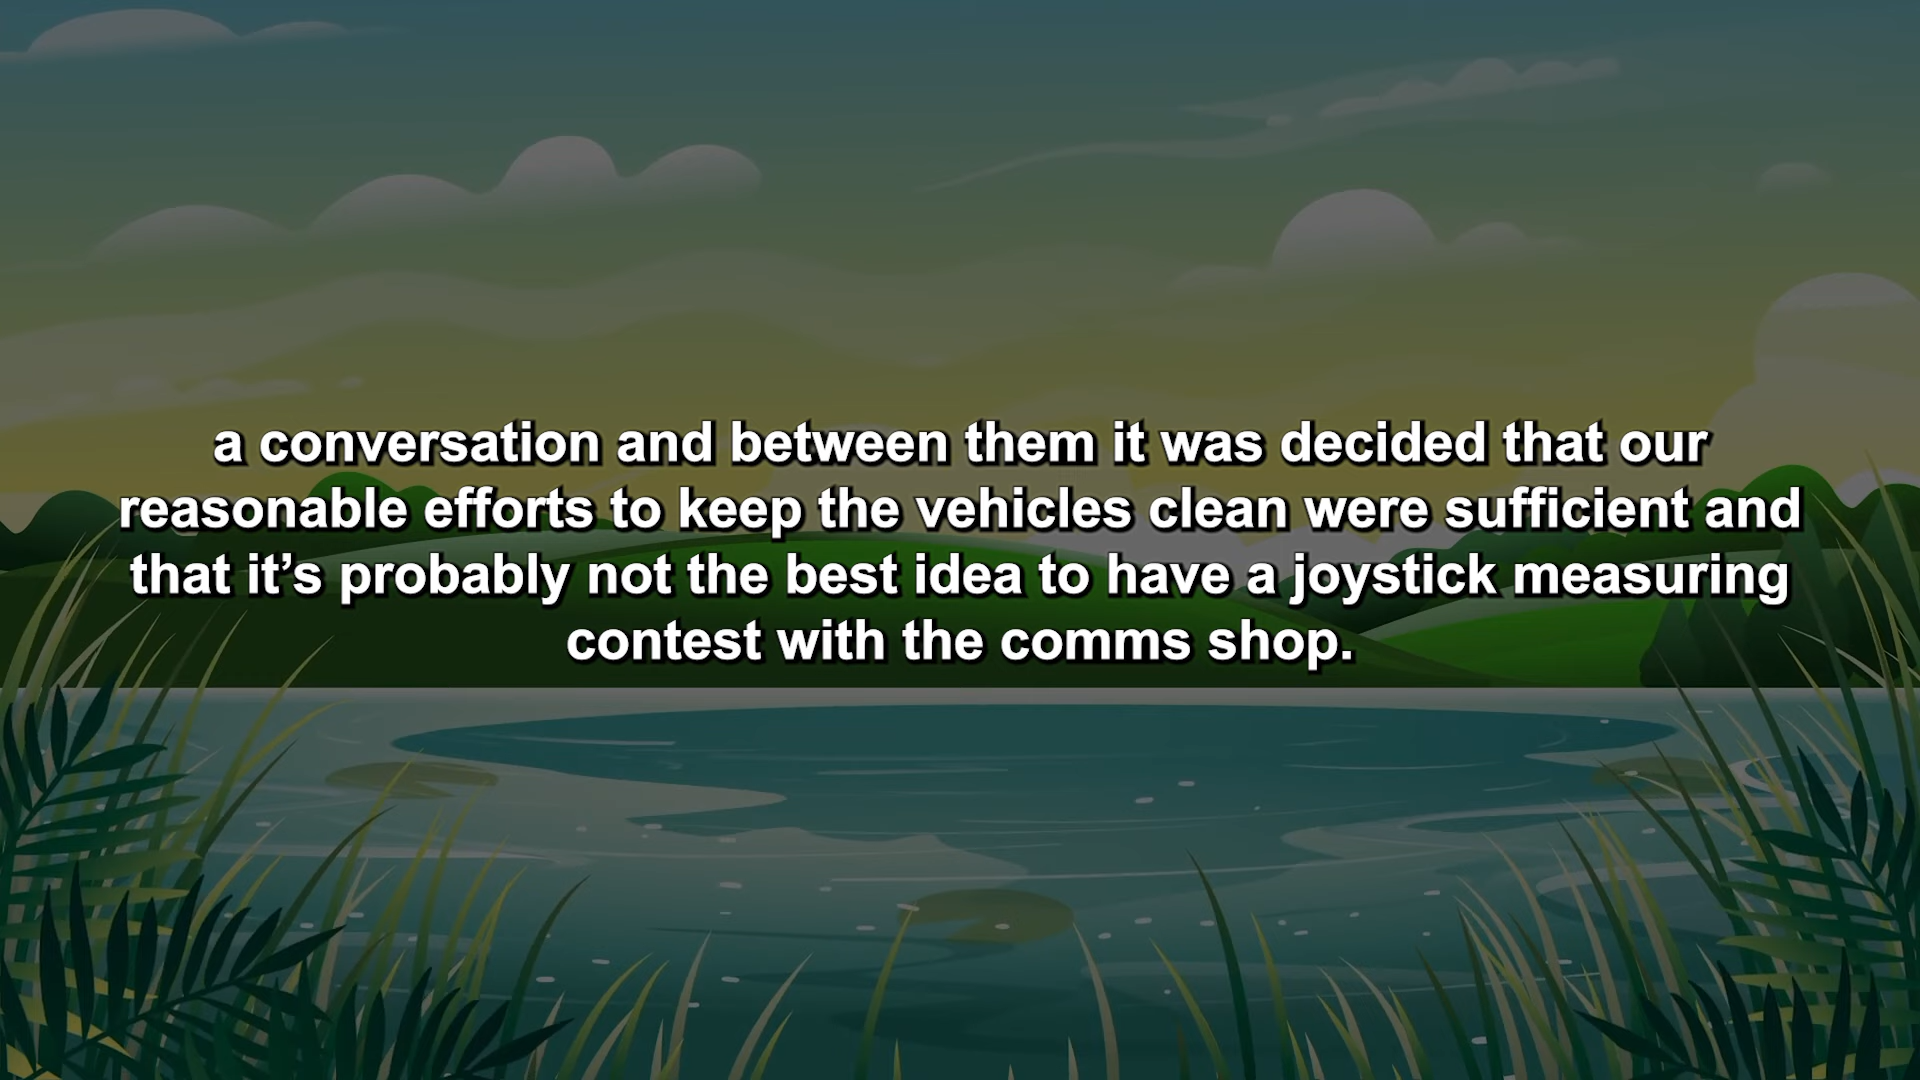 a conversation and between them it was decided that our
reasonable efforts to keep the vehicles clean were sufficient and
that it’s probably not the best idea to have a joystick measuring
contest with the comms shop.